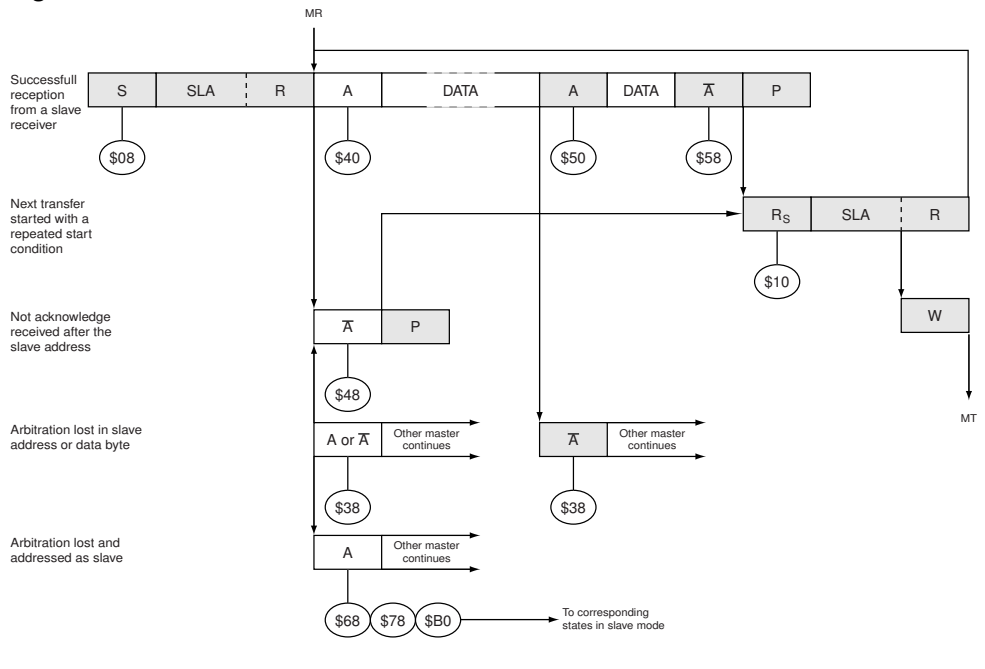 MR
Successfull
reception
from a slave
receiver
S SLA R A DATA A DATA A̅ P
$08 $40 $50 $58
Next transfer
started with a
repeated start
condition
RS SLA R
$10
Not acknowledge
received after the
slave address
A̅ P
W
$48
MT
Arbitration lost in slave
address or data byte
A or A̅ Other master
continues
A̅ Other master
continues
$38 $38
Arbitration lost and
addressed as slave
A Other master
continues
$68 $78 $B0
To corresponding
states in slave mode